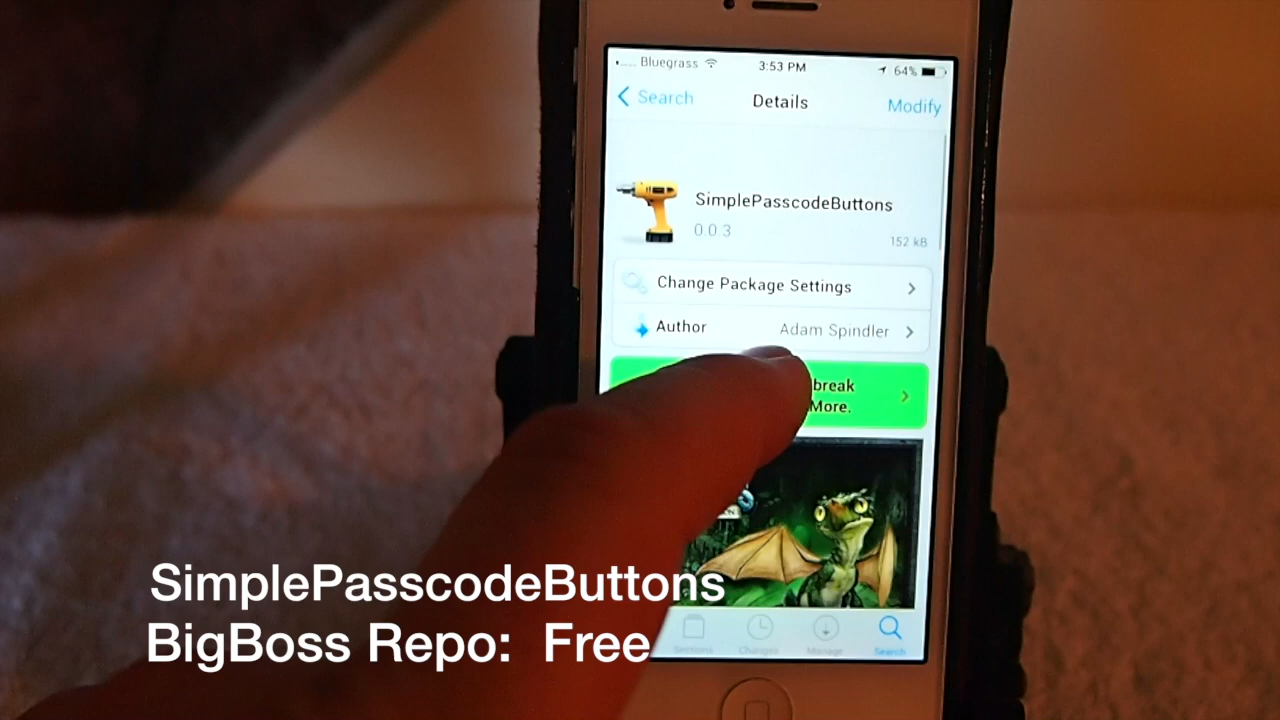 Bluegrass 3:53 PM 64%
Search Details Modify
SimplePasscodeButtons
0.0.3
152 kB
Change Package Settings
Author Adam Spindler
break
More.
SimplePasscodeButtons
BigBoss Repo: Free
Sections Changes Manage Search